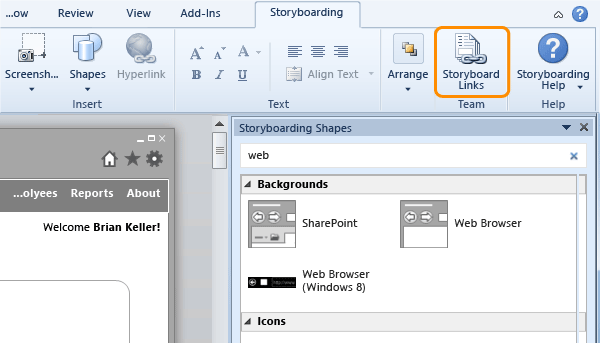 ...ow Review View Add-Ins Storyboarding
Screensh... Shapes Hyperlink
A A A
B I U Align Text
Arrange Storyboard Links
Storyboarding Help
Insert Text Team Help
Storyboarding Shapes
web
Backgrounds
SharePoint Web Browser
Web Browser
(Windows 8)
Icons
...oyees Reports About
Welcome Brian Keller!